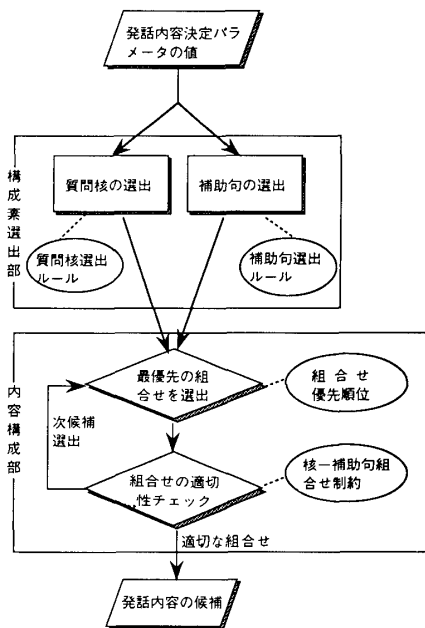 発話内容決定パラ
メータの値
構成素選出部
質問核の選出
補助句の選出
質問核選出
ルール
補助句選出
ルール
内容構成部
最優先の組
合せを選出
組合せ
優先順位
次候補
選出
組合せの適切
性チェック
核－補助句組
合せ制約
適切な組合せ
発話内容の候補